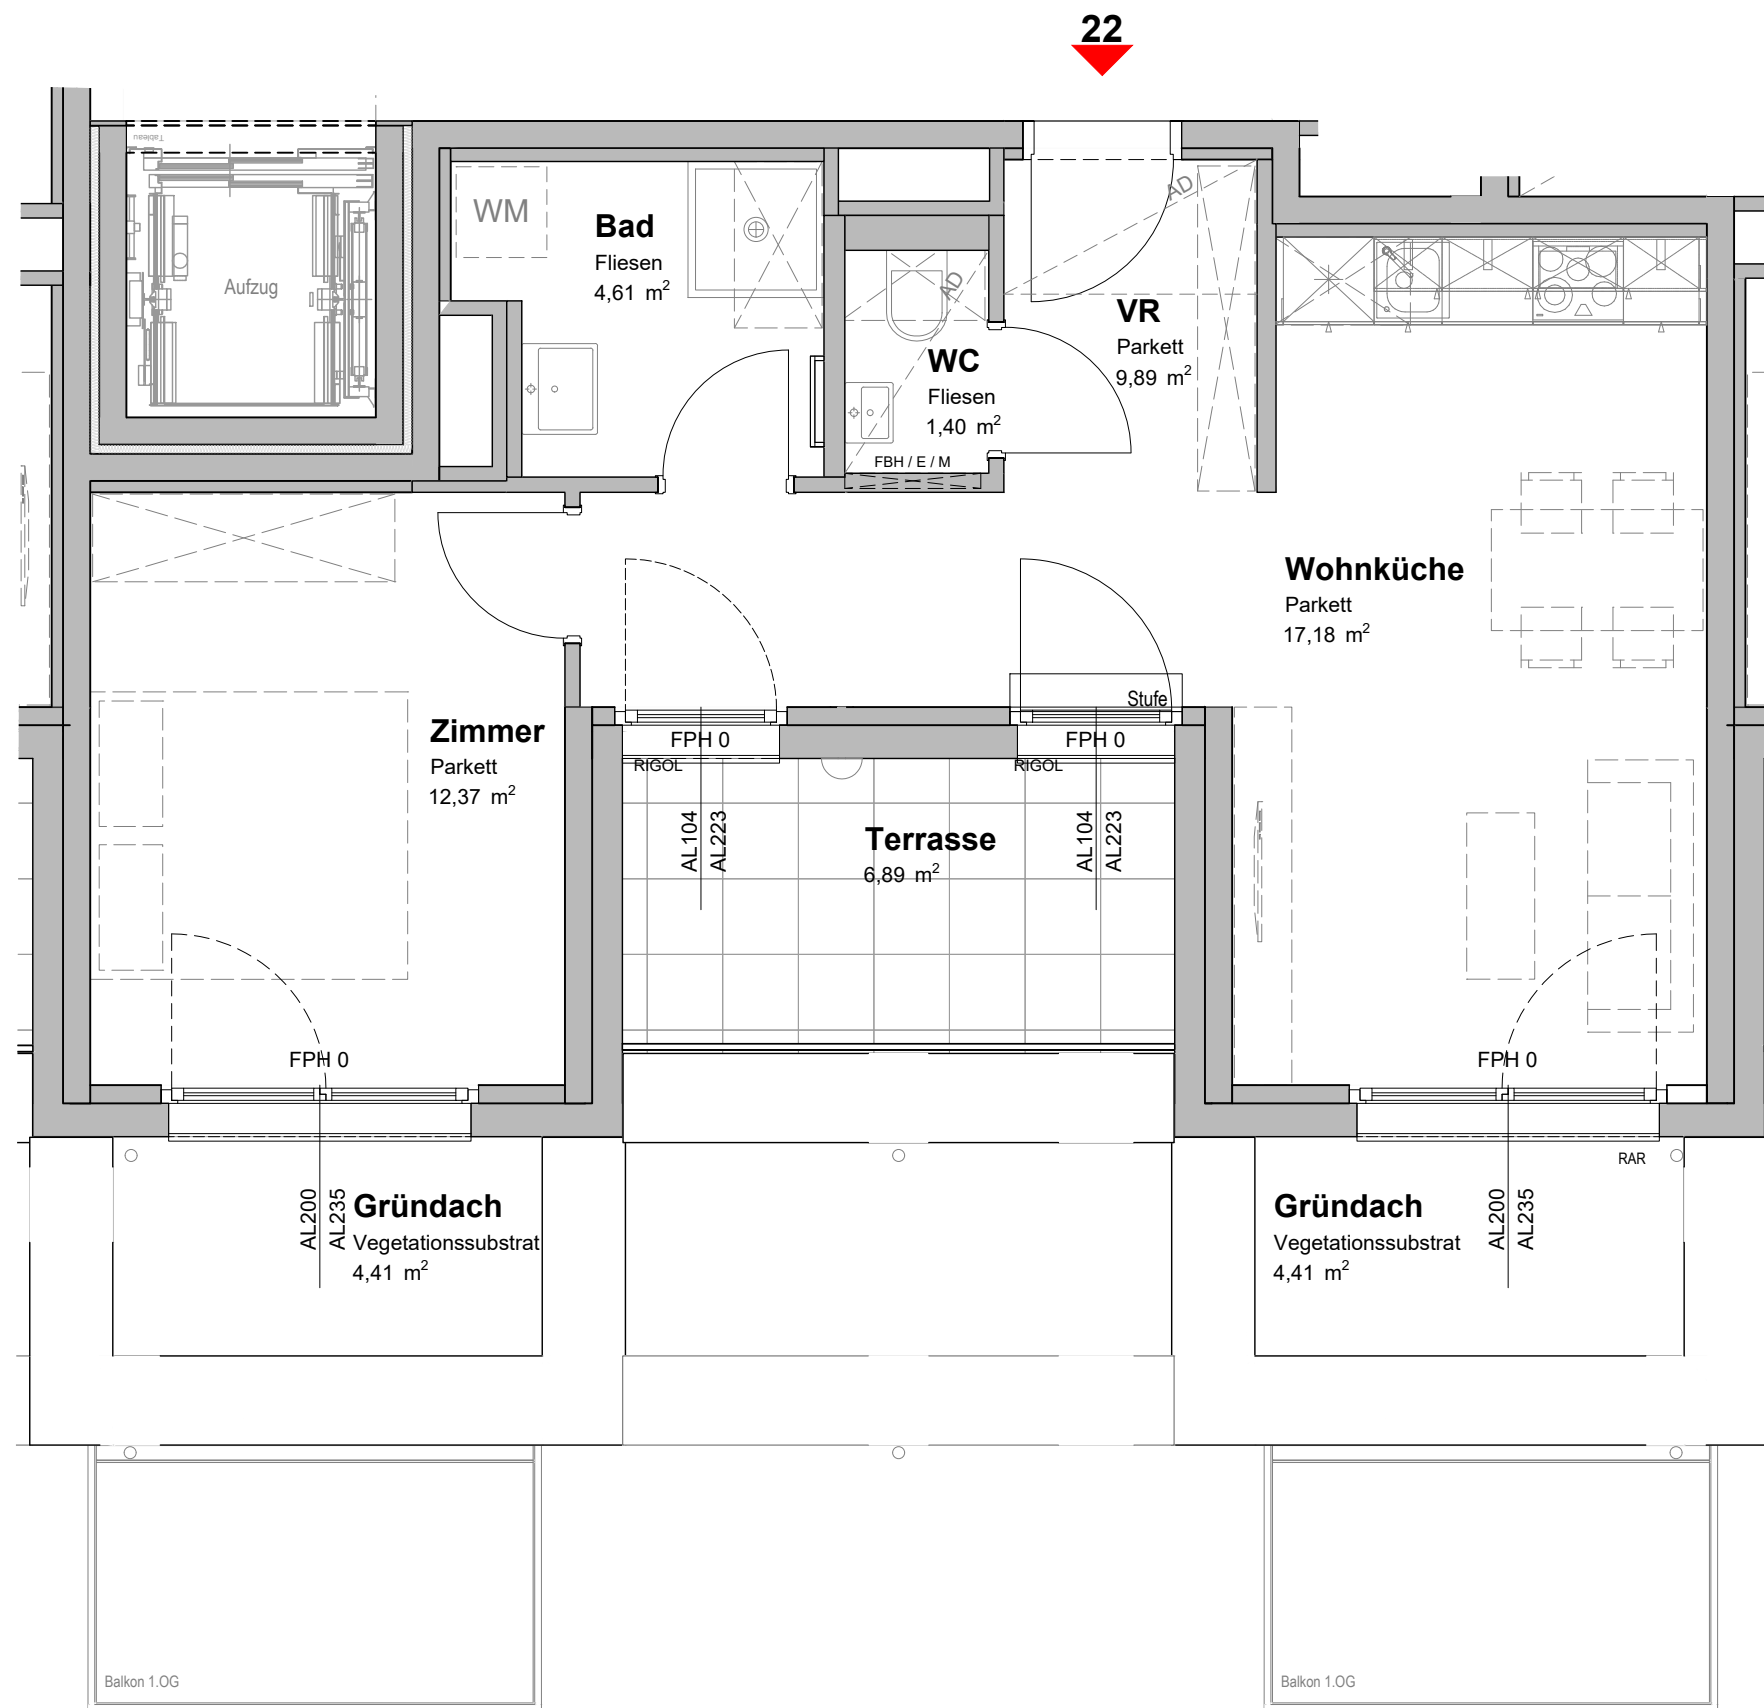 22
Tableau
Aufzug
WM
Bad
Fliesen
4,61 m²
AD
WC
Fliesen
1,40 m²
FBH / E / M
AD
VR
Parkett
9,89 m²
Wohnküche
Parkett
17,18 m²
Zimmer
Parkett
12,37 m²
Stufe
FPH 0
FPH 0
RIGOL
RIGOL
AL104
AL223
AL104
AL223
Terrasse
6,89 m²
FPH 0
FPH 0
RAR
AL200
AL235
Gründach
Vegetationssubstrat
4,41 m²
Gründach
Vegetationssubstrat
4,41 m²
AL200
AL235
Balkon 1.OG
Balkon 1.OG